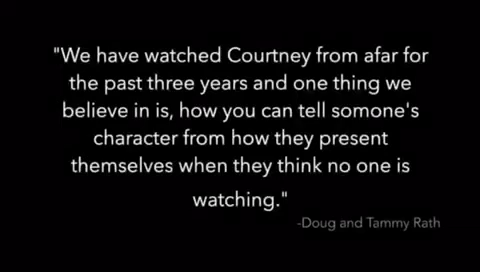 "We have watched Courtney from afar for
the past three years and one thing we
believe in is, how you can tell somone's
character from how they present
themselves when they think no one is
watching."
-Doug and Tammy Rath